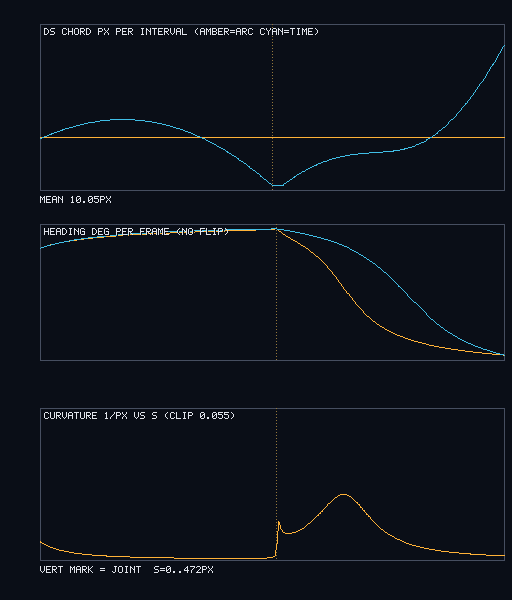 DS CHORD PX PER INTERVAL (AMBER=ARC CYAN=TIME)
MEAN 10.05PX
HEADING DEG PER FRAME (NO FLIP)
CURVATURE 1/PX VS S (CLIP 0.055)
VERT MARK = JOINT  S=0..472PX